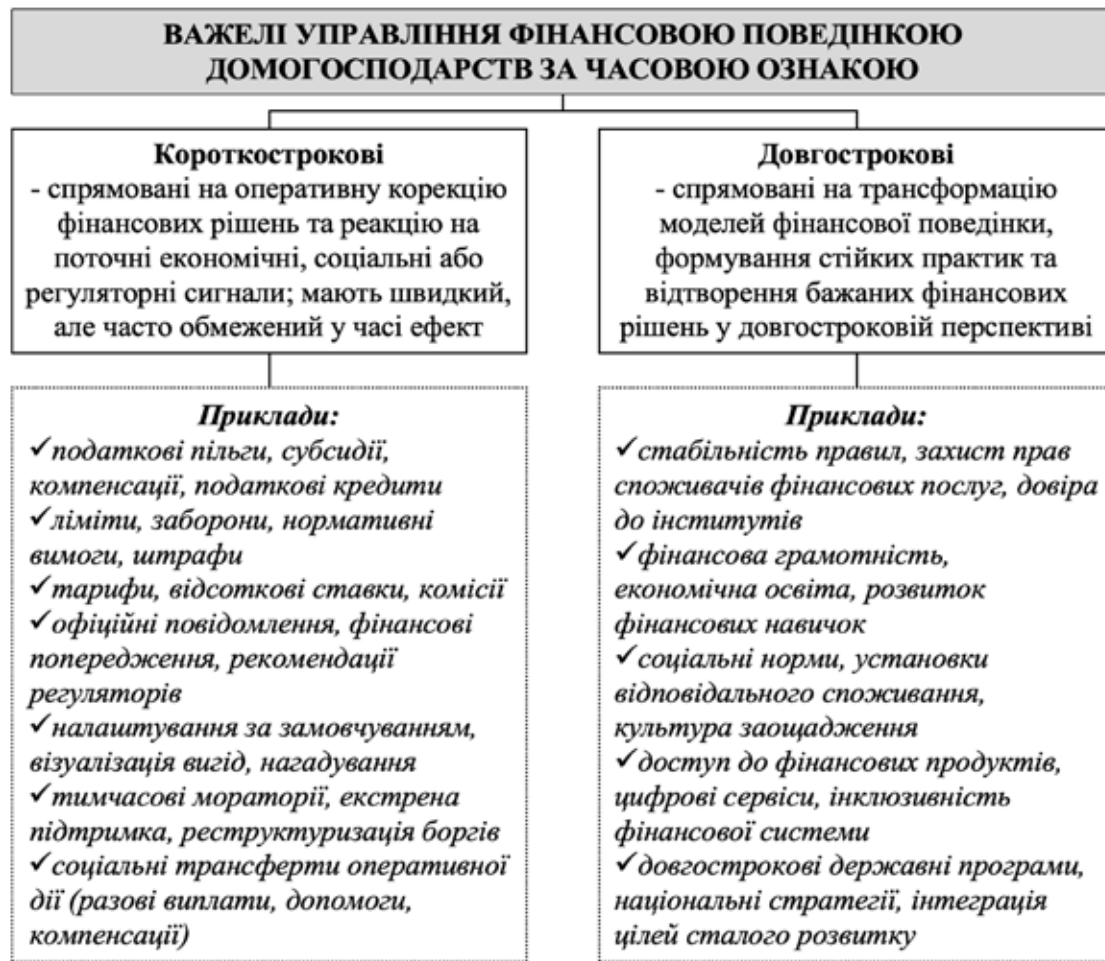 ВАЖЕЛІ УПРАВЛІННЯ ФІНАНСОВОЮ ПОВЕДІНКОЮ
ДОМОГОСПОДАРСТВ ЗА ЧАСОВОЮ ОЗНАКОЮ
Короткострокові
- спрямовані на оперативну корекцію
фінансових рішень та реакцію на
поточні економічні, соціальні або
регуляторні сигнали; мають швидкий,
але часто обмежений у часі ефект
Приклади:
✓податкові пільги, субсидії,
компенсації, податкові кредити
✓ліміти, заборони, нормативні
вимоги, штрафи
✓тарифи, відсоткові ставки, комісії
✓офіційні повідомлення, фінансові
попередження, рекомендації
регуляторів
✓налаштування за замовчуванням,
візуалізація вигід, нагадування
✓тимчасові мораторії, екстрена
підтримка, реструктуризація боргів
✓соціальні трансферти оперативної
дії (разові виплати, допомоги,
компенсації)
Довгострокові
- спрямовані на трансформацію
моделей фінансової поведінки,
формування стійких практик та
відтворення бажаних фінансових
рішень у довгостроковій перспективі
Приклади:
✓стабільність правил, захист прав
споживачів фінансових послуг, довіра
до інститутів
✓фінансова грамотність,
економічна освіта, розвиток
фінансових навичок
✓соціальні норми, установки
відповідального споживання,
культура заощадження
✓доступ до фінансових продуктів,
цифрові сервіси, інклюзивність
фінансової системи
✓довгострокові державні програми,
національні стратегії, інтеграція
цілей сталого розвитку